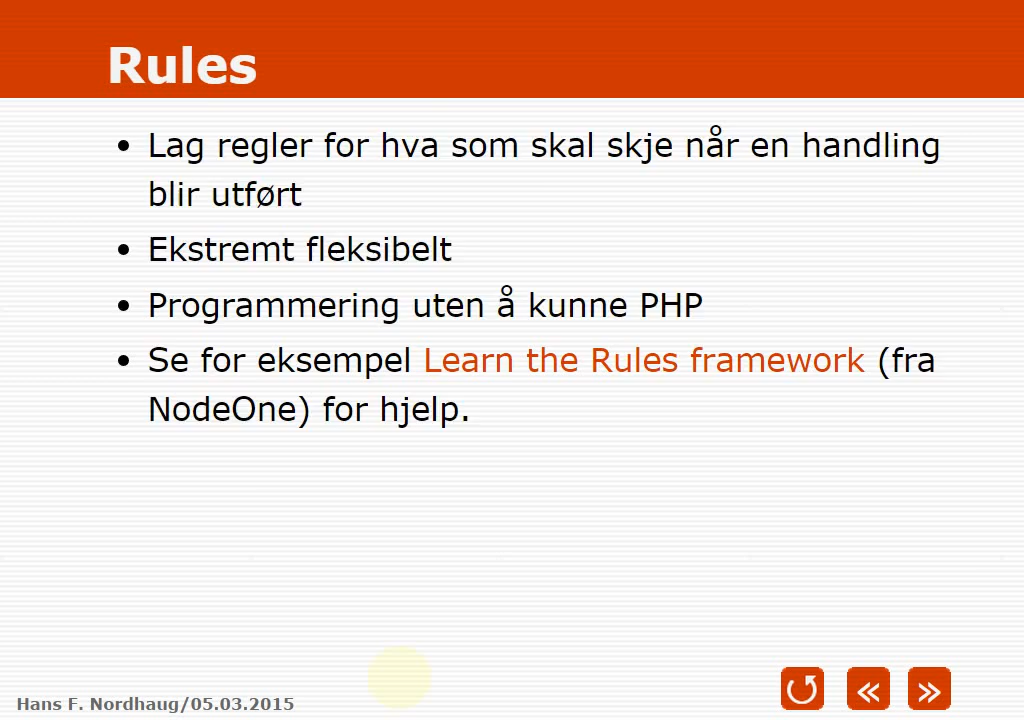 Rules
• Lag regler for hva som skal skje når en handling
blir utført
• Ekstremt fleksibelt
• Programmering uten å kunne PHP
• Se for eksempel Learn the Rules framework (fra
NodeOne) for hjelp.
Hans F. Nordhaug/05.03.2015
« »